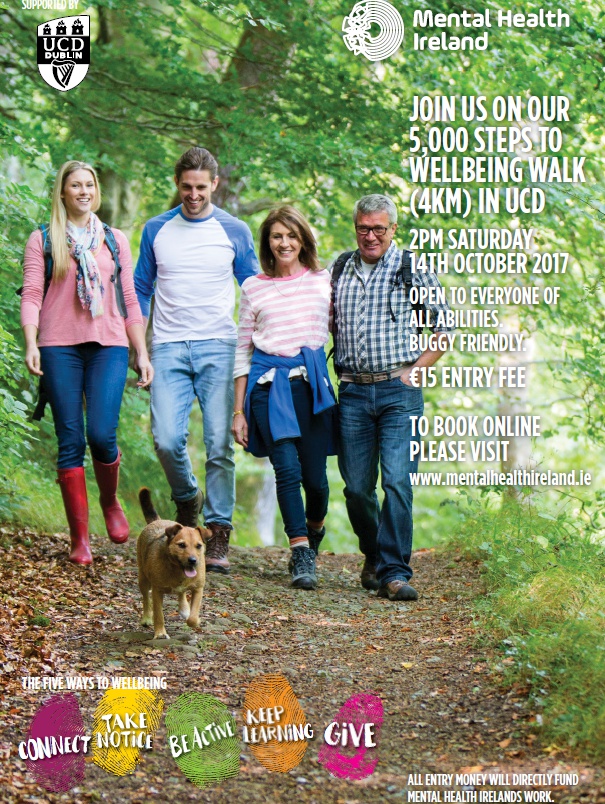 SUPPORTED BY
UCD
DUBLIN
Mental Health
Ireland
JOIN US ON OUR
5,000 STEPS TO
WELLBEING WALK
(4KM) IN UCD
2PM SATURDAY
14TH OCTOBER 2017
OPEN TO EVERYONE OF
ALL ABILITIES.
BUGGY FRIENDLY.
€15 ENTRY FEE
TO BOOK ONLINE
PLEASE VISIT
www.mentalhealthireland.ie
THE FIVE WAYS TO WELLBEING
CONNECT
TAKE
NOTICE
BE ACTIVE
KEEP
LEARNING
GIVE
ALL ENTRY MONEY WILL DIRECTLY FUND
MENTAL HEALTH IRELANDS WORK.